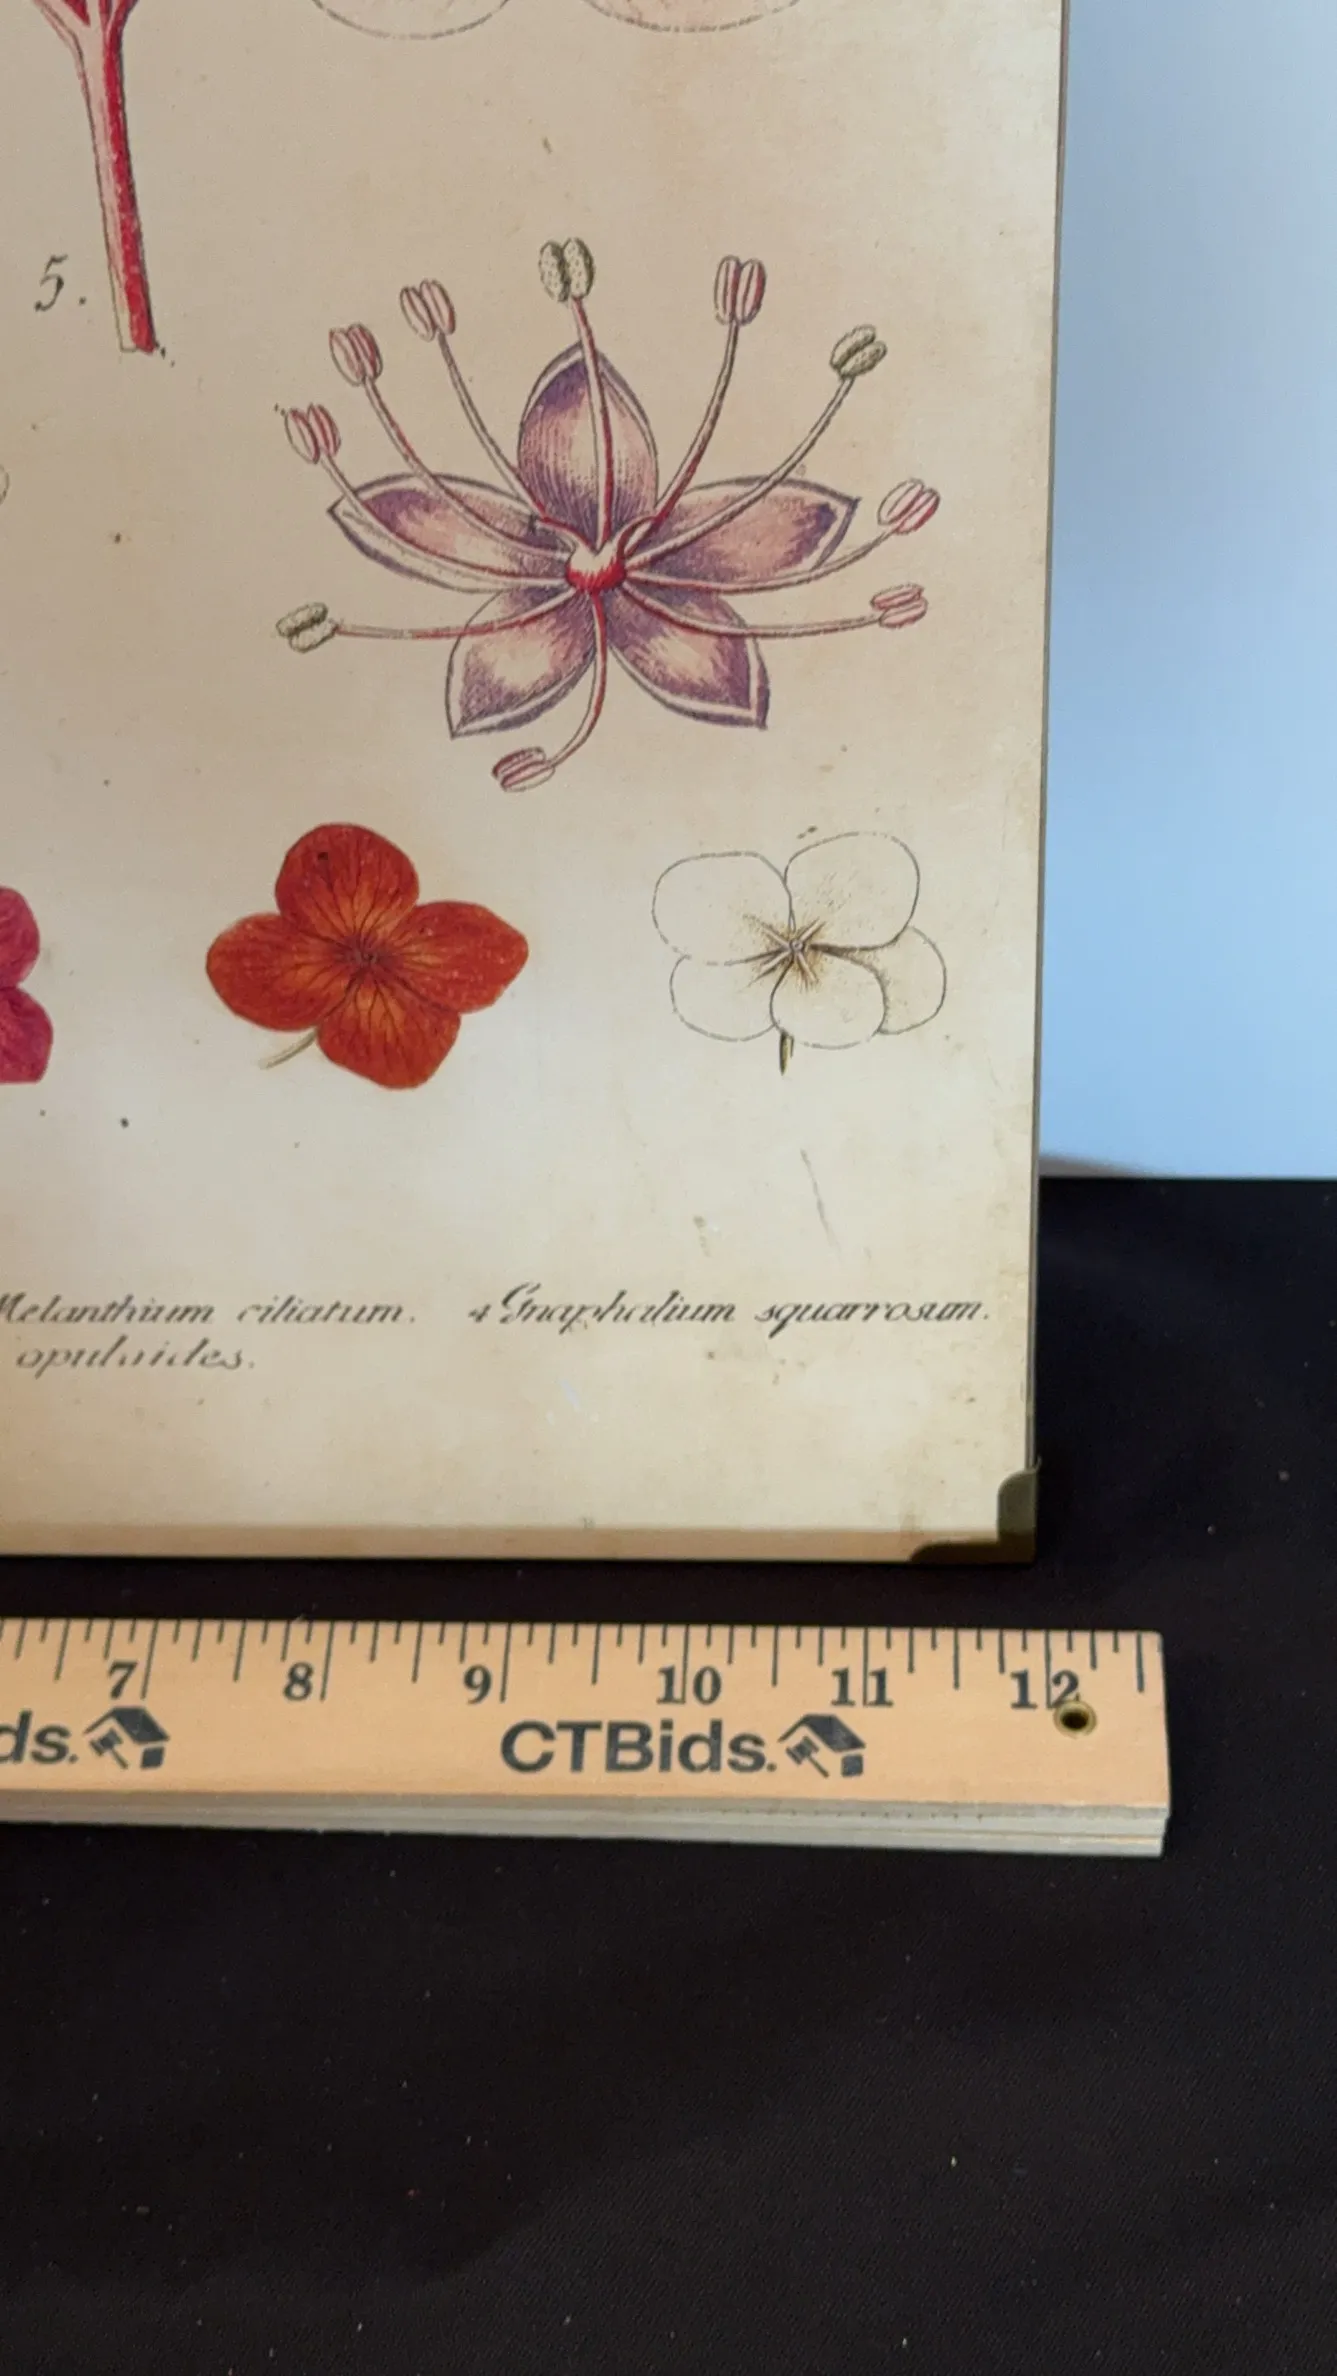 5.
Melanthium ciliatum. 4 Gnaphalium squarrosum.
opuloides.
7 8 9 10 11 12
ds. CTBids.